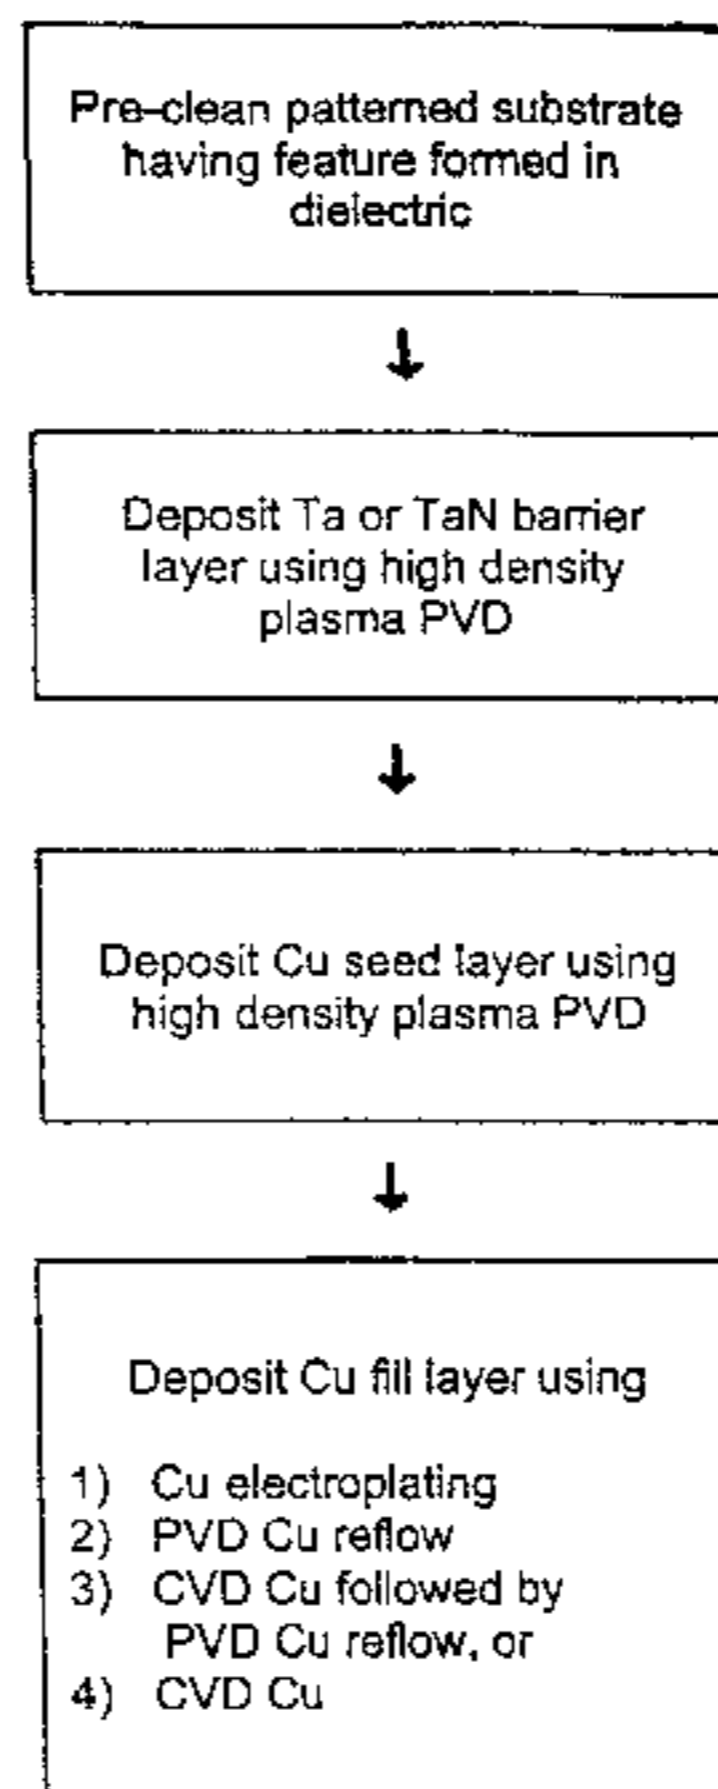 Pre-clean patterned substrate
having feature formed in
dielectric
↓
Deposit Ta or TaN barrier
layer using high density
plasma PVD
↓
Deposit Cu seed layer using
high density plasma PVD
↓
Deposit Cu fill layer using
1) Cu electroplating
2) PVD Cu reflow
3) CVD Cu followed by
PVD Cu reflow, or
4) CVD Cu